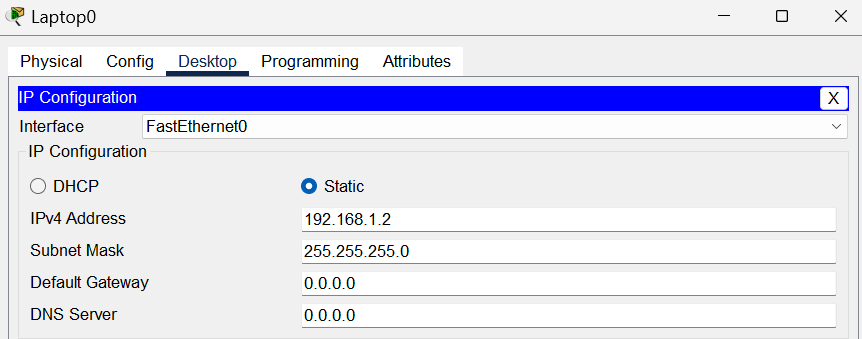 Laptop0
Physical Config Desktop Programming Attributes
IP Configuration X
Interface FastEthernet0
IP Configuration
DHCP Static
IPv4 Address 192.168.1.2
Subnet Mask 255.255.255.0
Default Gateway 0.0.0.0
DNS Server 0.0.0.0